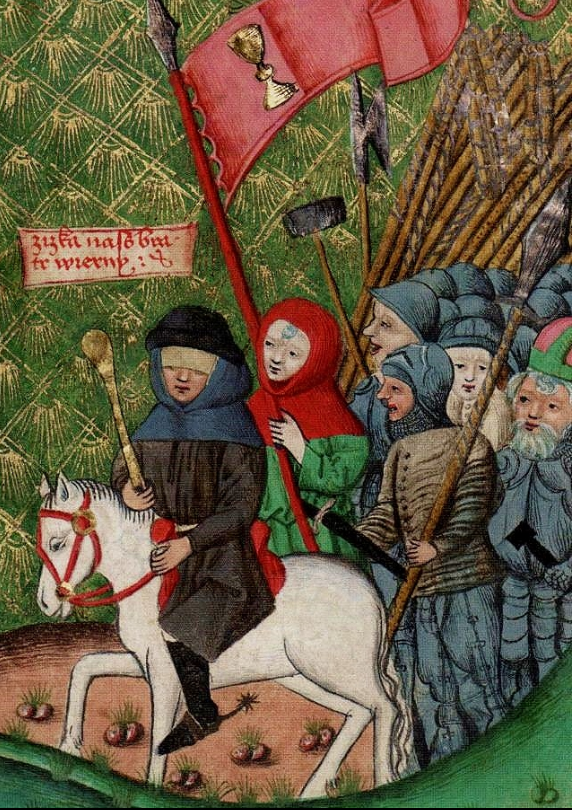 zizka nass bra-
tr wierny :